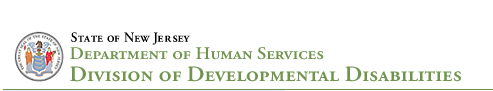 State of New Jersey
Department of Human Services
Division of Developmental Disabilities